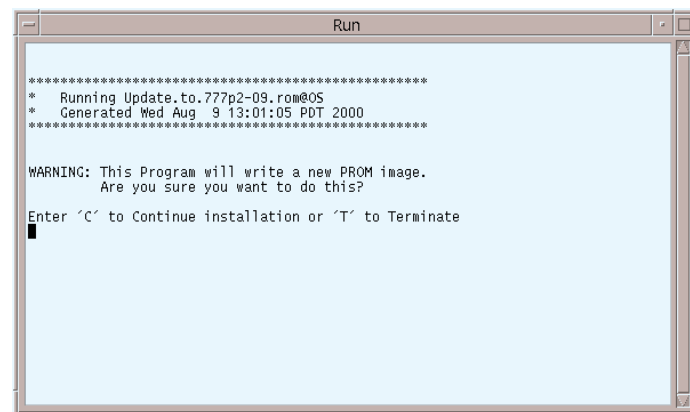 Run
**************************************************
*   Running Update.to.777p2-09.rom@OS
*   Generated Wed Aug  9 13:01:05 PDT 2000
**************************************************
WARNING: This Program will write a new PROM image.
         Are you sure you want to do this?
Enter ´C´ to Continue installation or ´T´ to Terminate